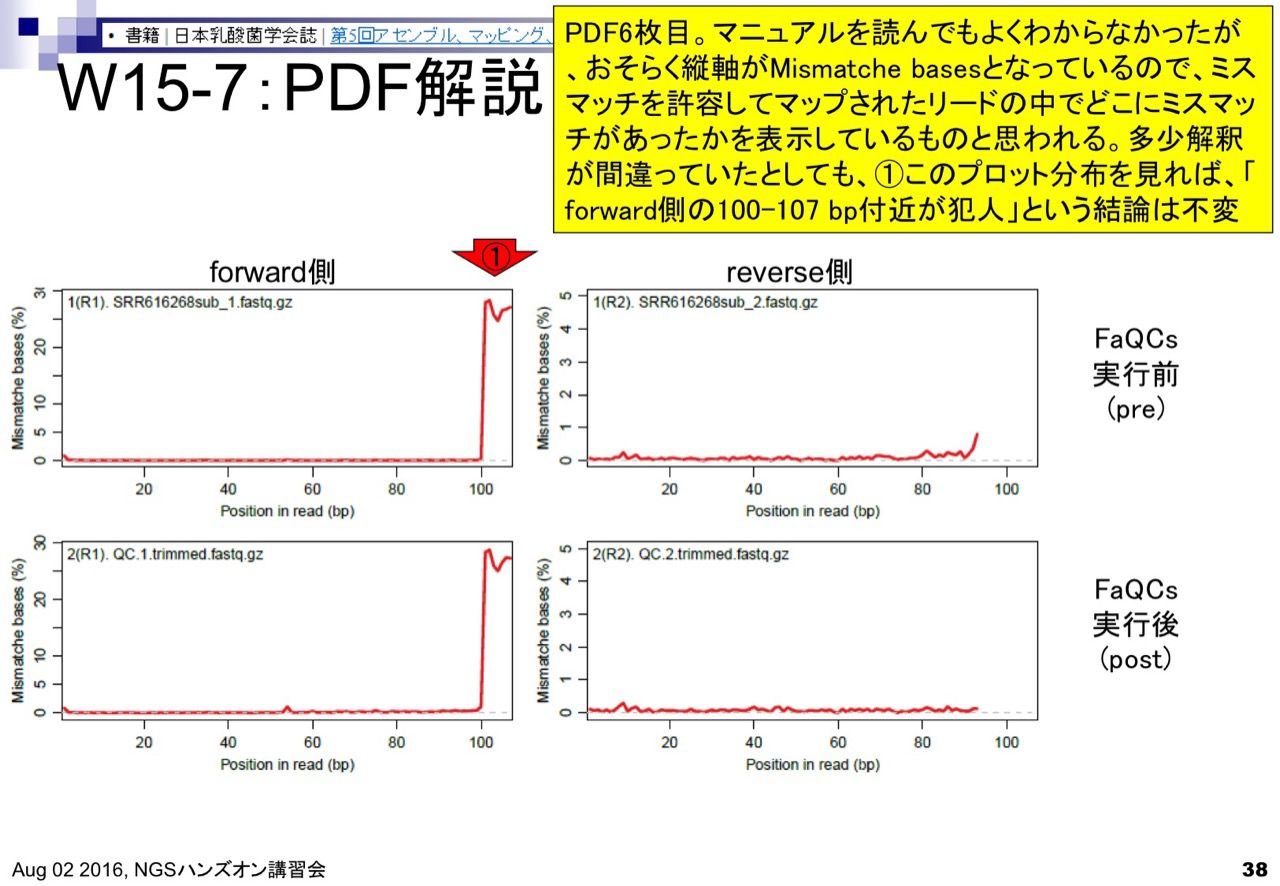 • 書籍 | 日本乳酸菌学会誌 | 第5回アセンブル、マッピング、
W15-7：PDF解説
PDF6枚目。マニュアルを読んでもよくわからなかったが
、おそらく縦軸がMismatche basesとなっているので、ミス
マッチを許容してマップされたリードの中でどこにミスマッ
チがあったかを表示しているものと思われる。多少解釈
が間違っていたとしても、①このプロット分布を見れば、「
forward側の100-107 bp付近が犯人」という結論は不変
①
forward側
reverse側
1(R1). SRR616268sub_1.fastq.gz
Mismatche bases (%)
30
20
10
5
0
20 40 60 80 100
Position in read (bp)
1(R2). SRR616268sub_2.fastq.gz
Mismatche bases (%)
5
4
3
2
1
0
20 40 60 80 100
Position in read (bp)
FaQCs
実行前
(pre)
2(R1). QC.1.trimmed.fastq.gz
Mismatche bases (%)
30
20
10
5
0
20 40 60 80 100
Position in read (bp)
2(R2). QC.2.trimmed.fastq.gz
Mismatche bases (%)
5
4
3
2
1
0
20 40 60 80 100
Position in read (bp)
FaQCs
実行後
(post)
Aug 02 2016, NGSハンズオン講習会
38